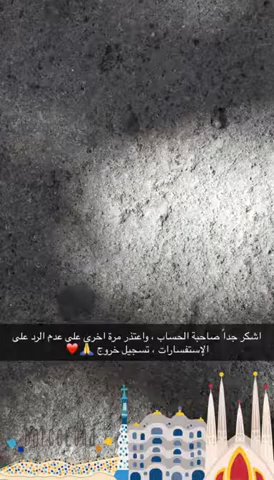 اشكر جداً صاحبة الحساب ، واعتذر مرة اخرى على عدم الرد على
الإستفسارات ، تسجيل خروج 🙏❤️